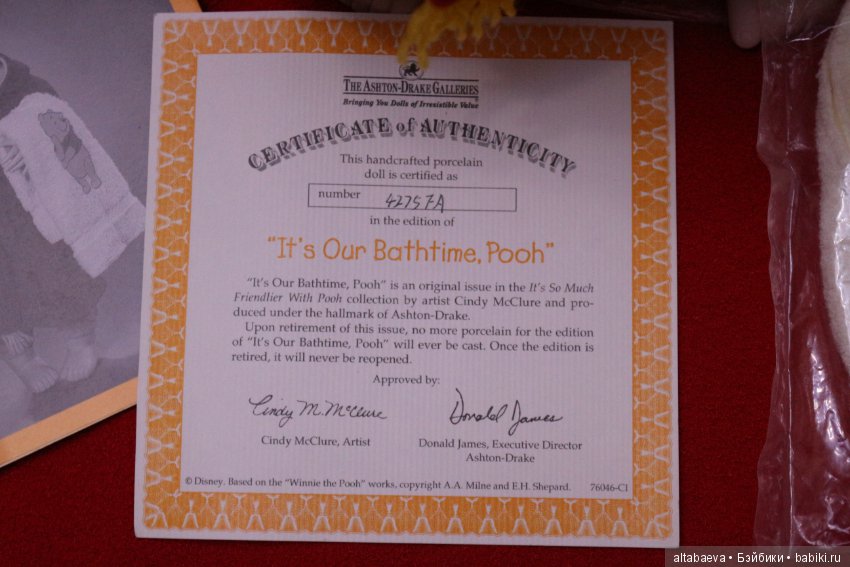 THE ASHTON-DRAKE GALLERIES
Bringing You Dolls of Irresistible Value
CERTIFICATE of AUTHENTICITY
This handcrafted porcelain
doll is certified as
number 4275FA
in the edition of
"It's Our Bathtime, Pooh"
"It's Our Bathtime, Pooh" is an original issue in the It's So Much
Friendlier With Pooh collection by artist Cindy McClure and pro-
duced under the hallmark of Ashton-Drake.
Upon retirement of this issue, no more porcelain for the edition
of "It's Our Bathtime, Pooh" will ever be cast. Once the edition is
retired, it will never be reopened.
Approved by:
Cindy M. McClure Donald James
Cindy McClure, Artist Donald James, Executive Director
Ashton-Drake
© Disney. Based on the "Winnie the Pooh" works, copyright A.A. Milne and E.H. Shepard. 76046-CI
altabaeva • Бэйбики • babiki.ru